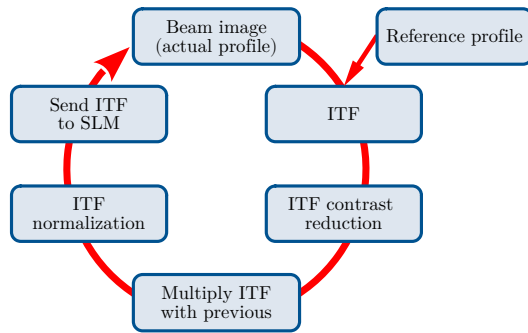 Beam image
(actual profile)
Reference profile
ITF
ITF contrast
reduction
Multiply ITF
with previous
ITF
normalization
Send ITF
to SLM